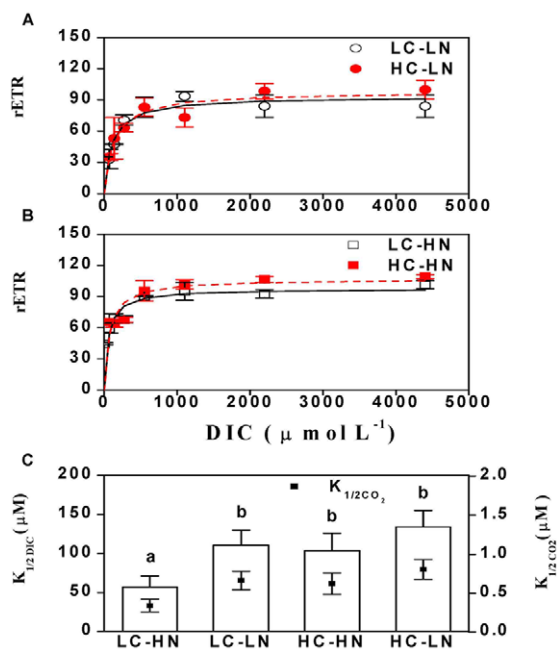 A
150
120
90
60
30
0
rETR
LC-LN
HC-LN
0 1000 2000 3000 4000 5000
B
150
120
90
60
30
0
rETR
LC-HN
HC-HN
0 1000 2000 3000 4000 5000
DIC ( μ mol L⁻¹)
C
200
150
100
50
0
K1/2 DIC (μM)
K1/2CO2
a b b b
2.0
1.5
1.0
0.5
0.0
K1/2 CO2 (μM)
LC-HN LC-LN HC-HN HC-LN